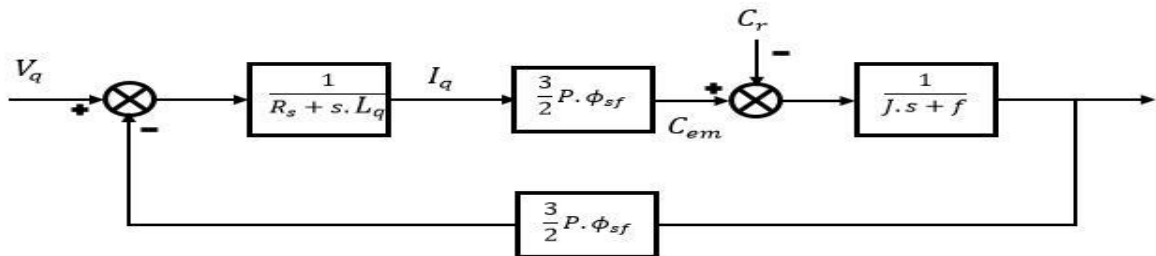 C_r
V_q
+
−
1 / (R_s + s.L_q)
I_q
3/2 P.ϕ_sf
+
−
C_em
1 / (J.s + f)
3/2 P.ϕ_sf